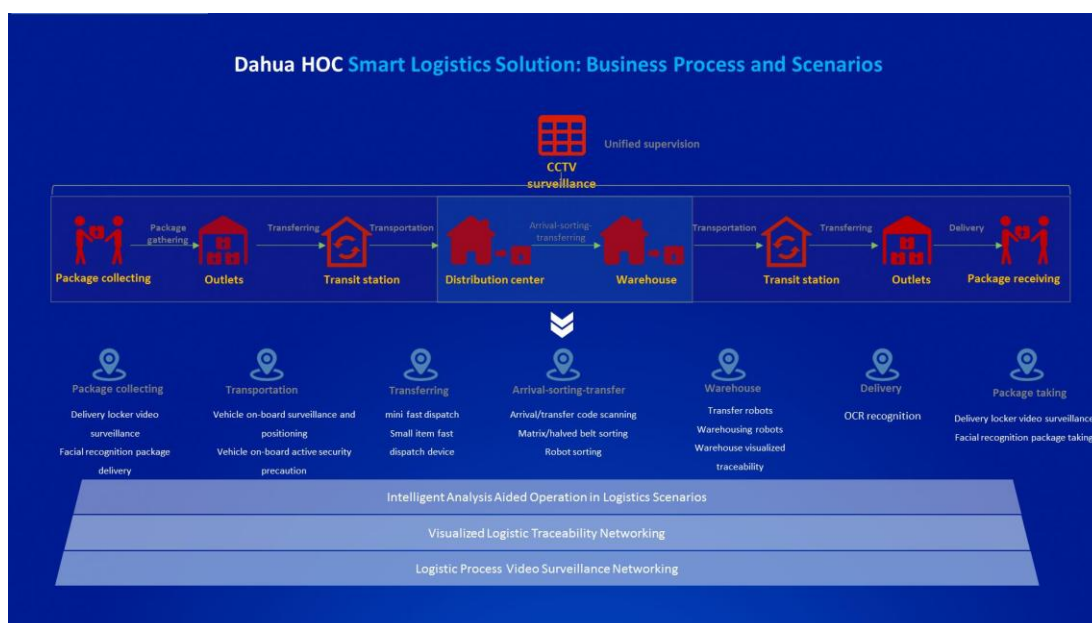 Dahua HOC Smart Logistics Solution: Business Process and Scenarios
Unified supervision
CCTV
surveillance
Package
gathering
Transferring
Transportation
Arrival-sorting-
transferring
Transportation
Transferring
Delivery
Package collecting
Outlets
Transit station
Distribution center
Warehouse
Transit station
Outlets
Package receiving
Package collecting
Delivery locker video
surveillance
Facial recognition package
delivery
Transportation
Vehicle on-board surveillance and
positioning
Vehicle on-board active security
precaution
Transferring
mini fast dispatch
Small item fast
dispatch device
Arrival-sorting-transfer
Arrival/transfer code scanning
Matrix/halved belt sorting
Robot sorting
Warehouse
Transfer robots
Warehousing robots
Warehouse visualized
traceability
Delivery
OCR recognition
Package taking
Delivery locker video surveillance
Facial recognition package taking
Intelligent Analysis Aided Operation in Logistics Scenarios
Visualized Logistic Traceability Networking
Logistic Process Video Surveillance Networking